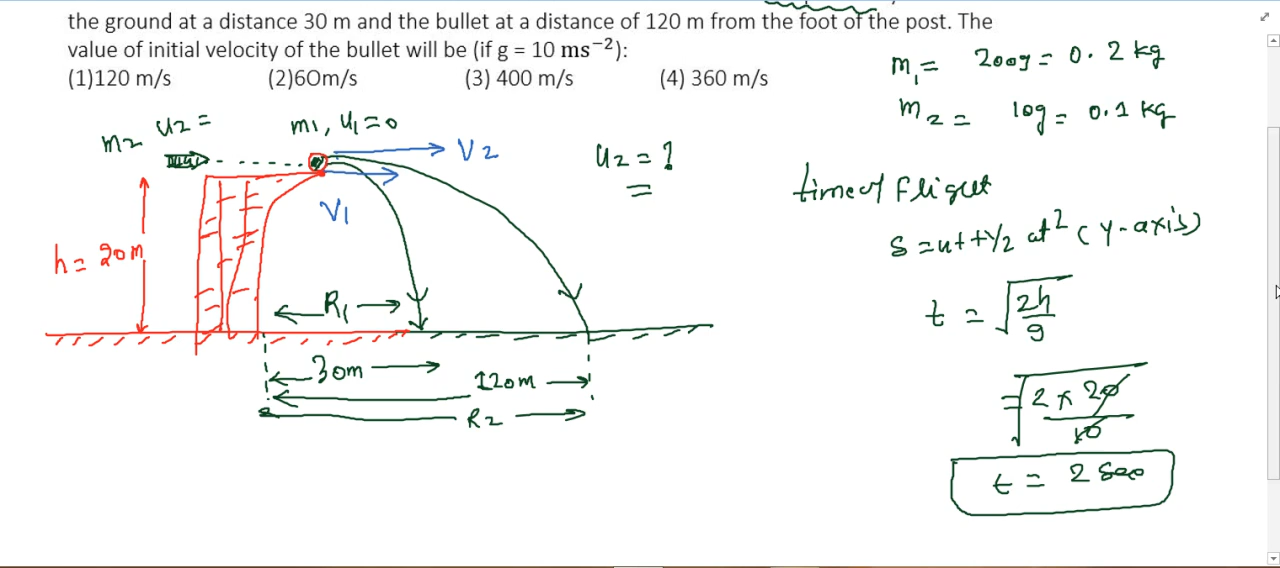 the ground at a distance 30 m and the bullet at a distance of 120 m from the foot of the post. The
value of initial velocity of the bullet will be (if g = 10 ms⁻²):
(1)120 m/s (2)60m/s (3) 400 m/s (4) 360 m/s
m₁ = 200g = 0.2 kg
m₂ = 10g = 0.1 kg
m₂ u₂ = m₁, u₁=0
V₂
u₂ = ?
V₁
h = 20m
time of Flight
s = ut + 1/2 at² (Y-axis)
t = √(2h/g)
= √(2 × 20/10)
t = 2 Sec
R₁
30m
120m
R₂